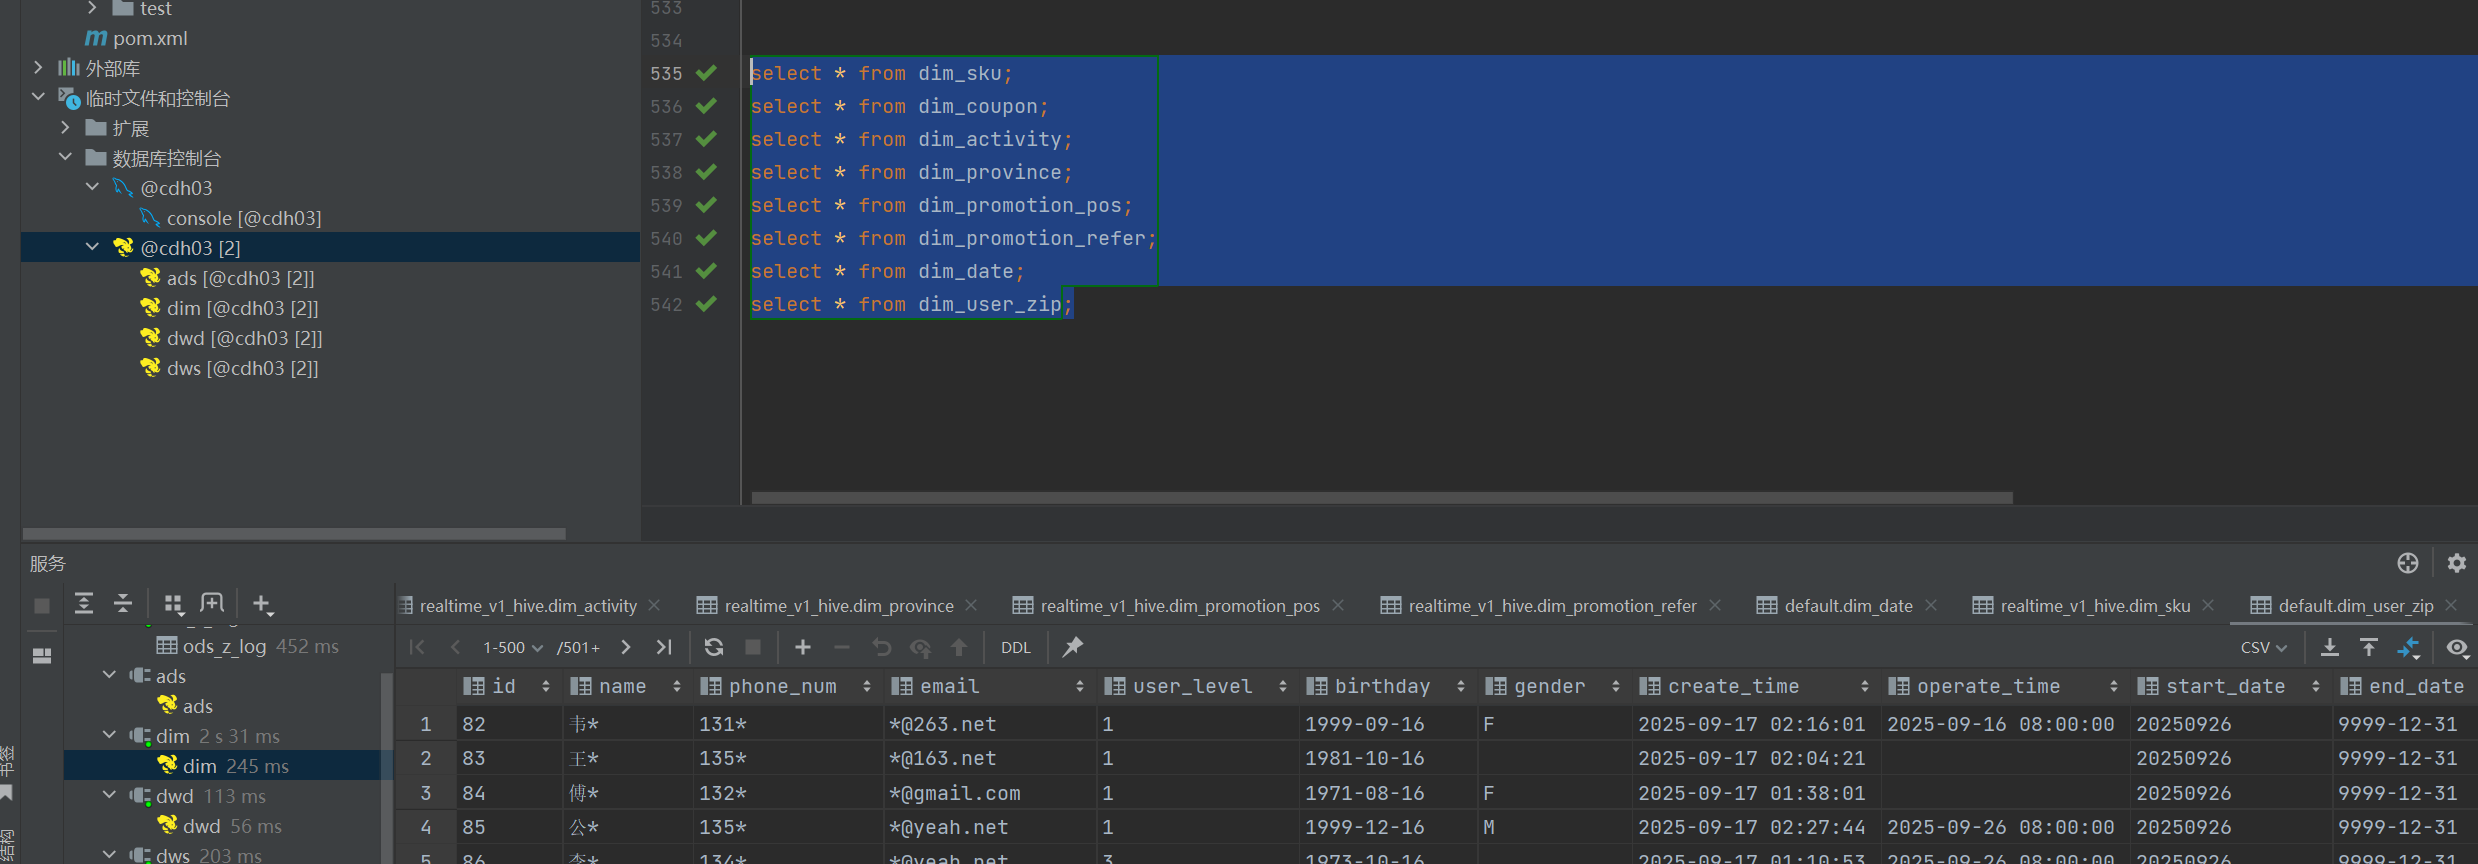 test
pom.xml
外部库
临时文件和控制台
扩展
数据库控制台
@cdh03
console [@cdh03]
@cdh03 [2]
ads [@cdh03 [2]]
dim [@cdh03 [2]]
dwd [@cdh03 [2]]
dws [@cdh03 [2]]
533
534
535 select * from dim_sku;
536 select * from dim_coupon;
537 select * from dim_activity;
538 select * from dim_province;
539 select * from dim_promotion_pos;
540 select * from dim_promotion_refer;
541 select * from dim_date;
542 select * from dim_user_zip;
服务
书签
结构
ods_z_log 452 ms
ads
ads
dim 2 s 31 ms
dim 245 ms
dwd 113 ms
dwd 56 ms
dws 203 ms
realtime_v1_hive.dim_activity realtime_v1_hive.dim_province realtime_v1_hive.dim_promotion_pos realtime_v1_hive.dim_promotion_refer default.dim_date realtime_v1_hive.dim_sku default.dim_user_zip
1-500 /501+ DDL CSV
id name phone_num email user_level birthday gender create_time operate_time start_date end_date
1 82 韦* 131* *@263.net 1 1999-09-16 F 2025-09-17 02:16:01 2025-09-16 08:00:00 20250926 9999-12-31
2 83 王* 135* *@163.net 1 1981-10-16 2025-09-17 02:04:21 20250926 9999-12-31
3 84 傅* 132* *@gmail.com 1 1971-08-16 F 2025-09-17 01:38:01 20250926 9999-12-31
4 85 公* 135* *@yeah.net 1 1999-12-16 M 2025-09-17 02:27:44 2025-09-26 08:00:00 20250926 9999-12-31
5 86 李* 134* *@yeah.net 3 1973-10-16 2025-09-17 01:10:53 2025-09-26 08:00:00 20250926 9999-12-31